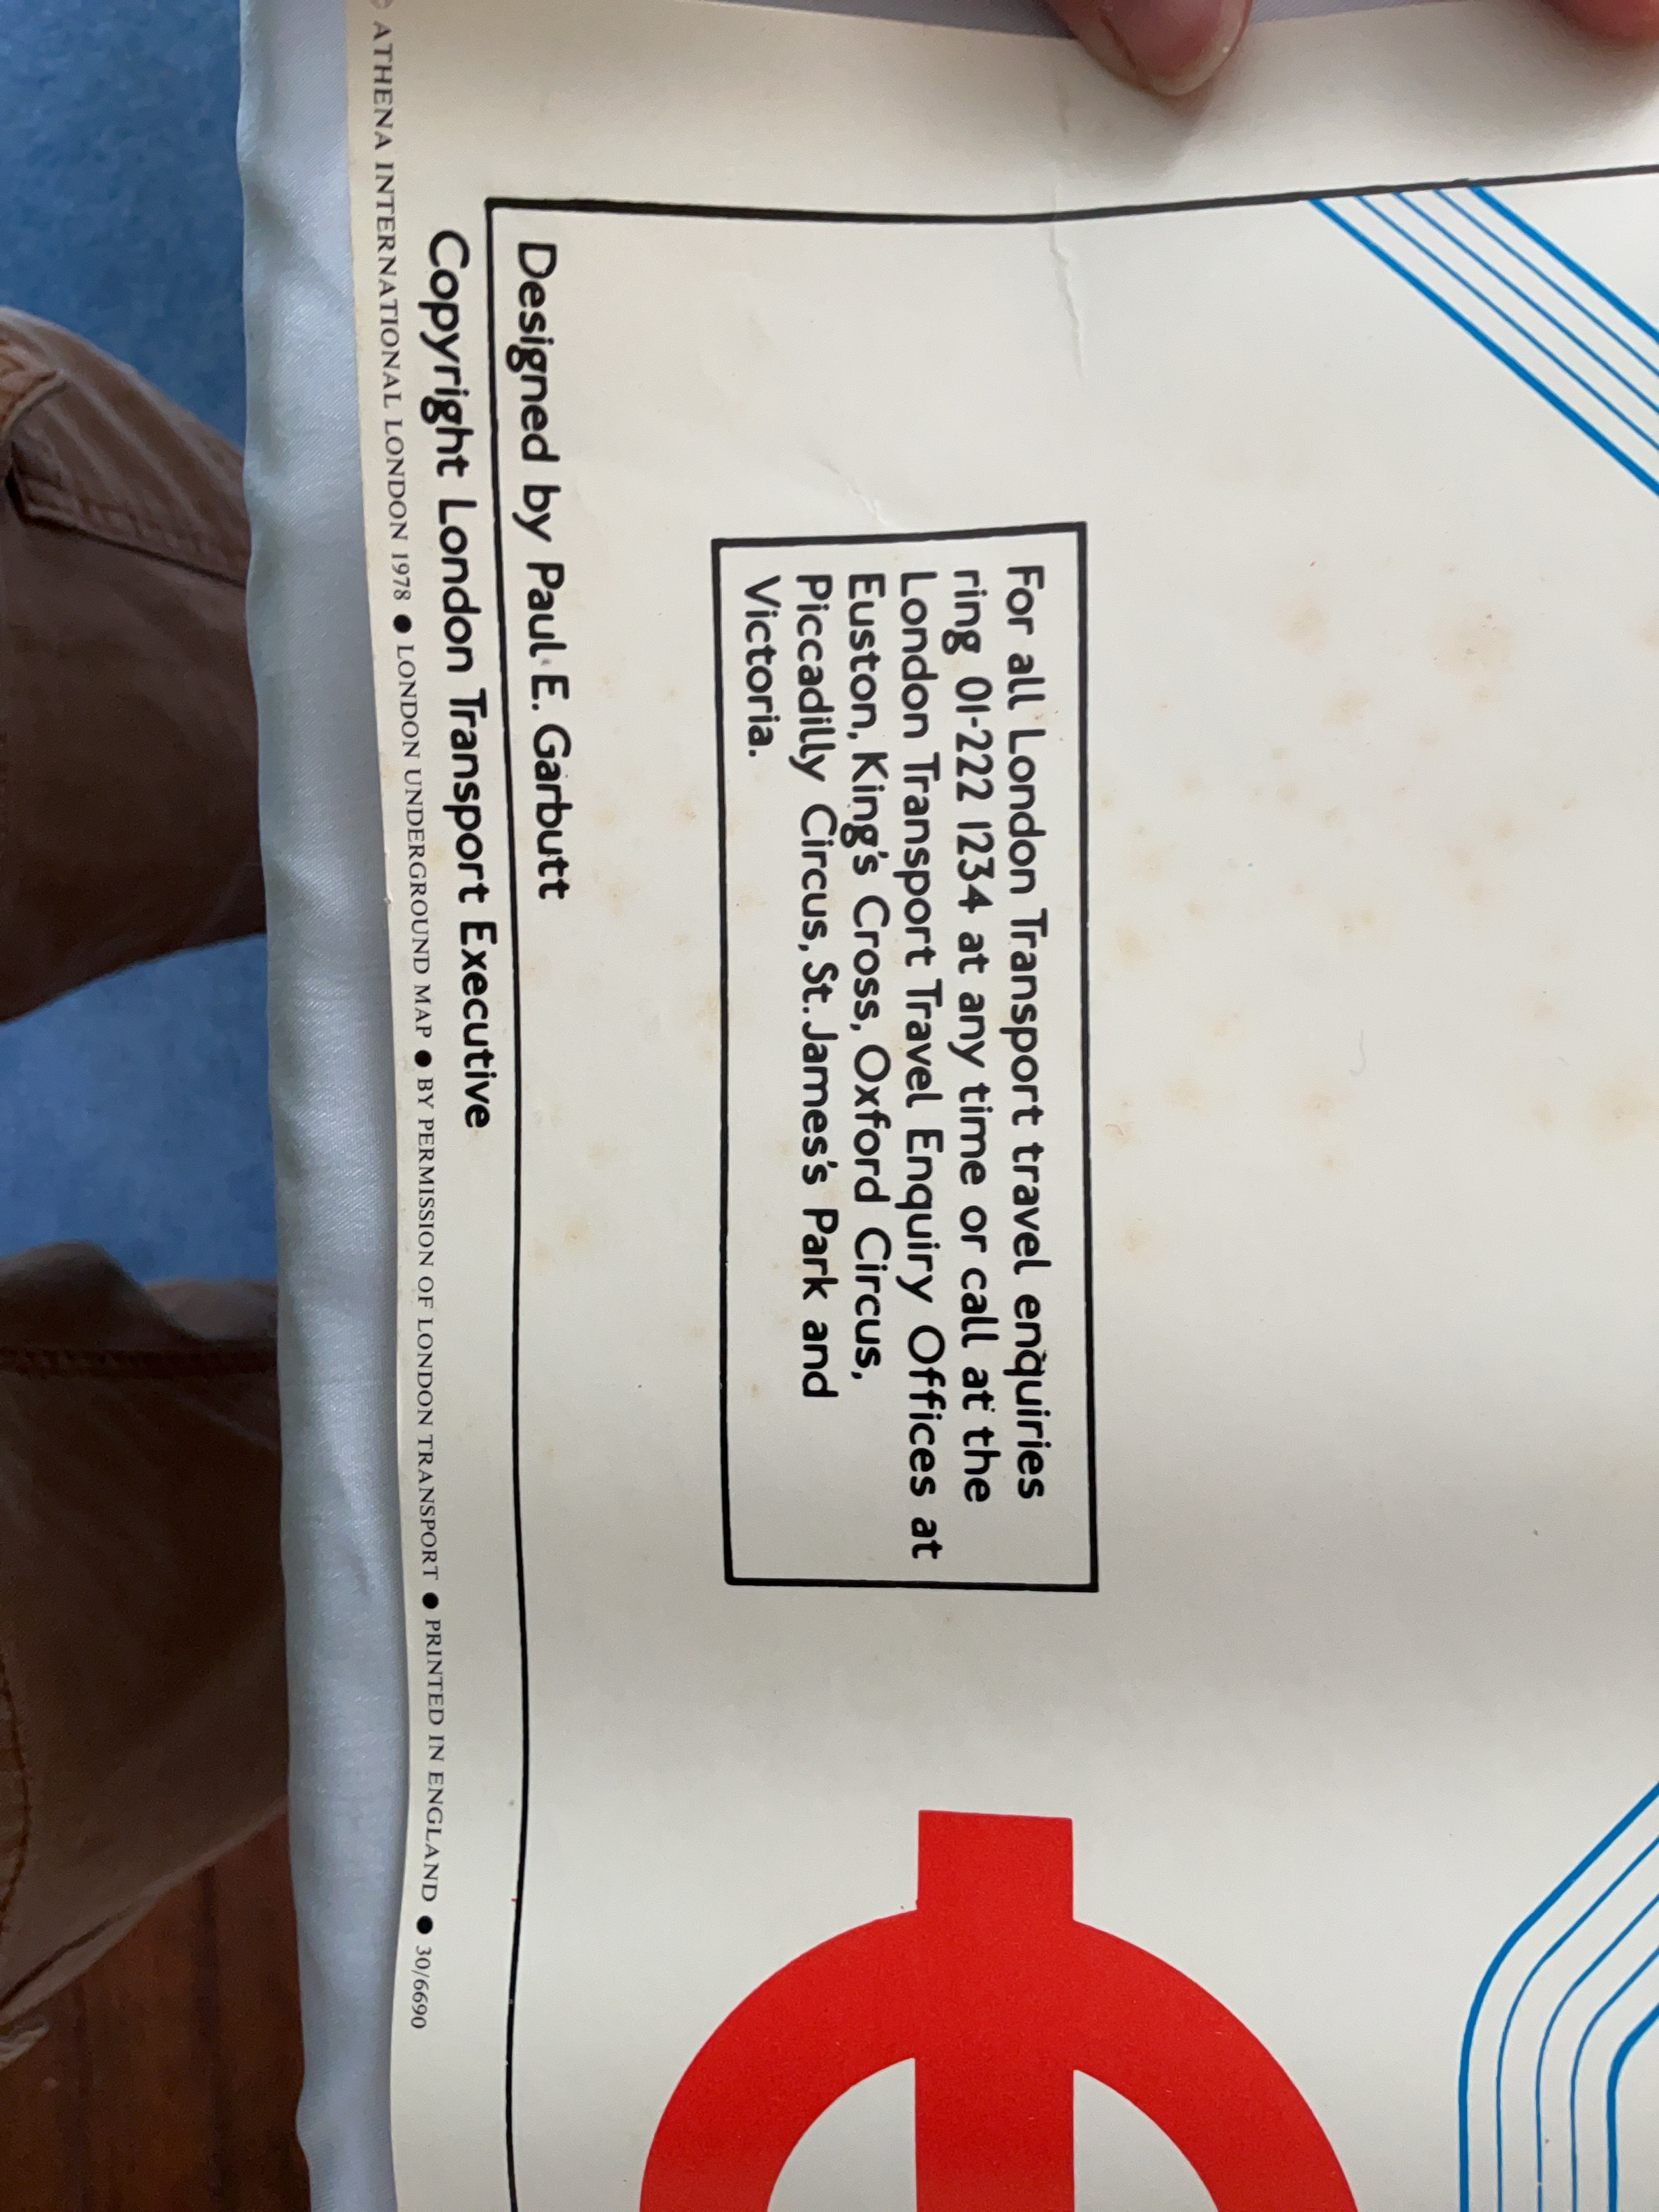 For all London Transport travel enquiries
ring 01-222 1234 at any time or call at the
London Transport Travel Enquiry Offices at
Euston, King's Cross, Oxford Circus,
Piccadilly Circus, St. James's Park and
Victoria.
Designed by Paul E. Garbutt
Copyright London Transport Executive
© ATHENA INTERNATIONAL LONDON 1978 ● LONDON UNDERGROUND MAP ● BY PERMISSION OF LONDON TRANSPORT ● PRINTED IN ENGLAND ● 30/6690